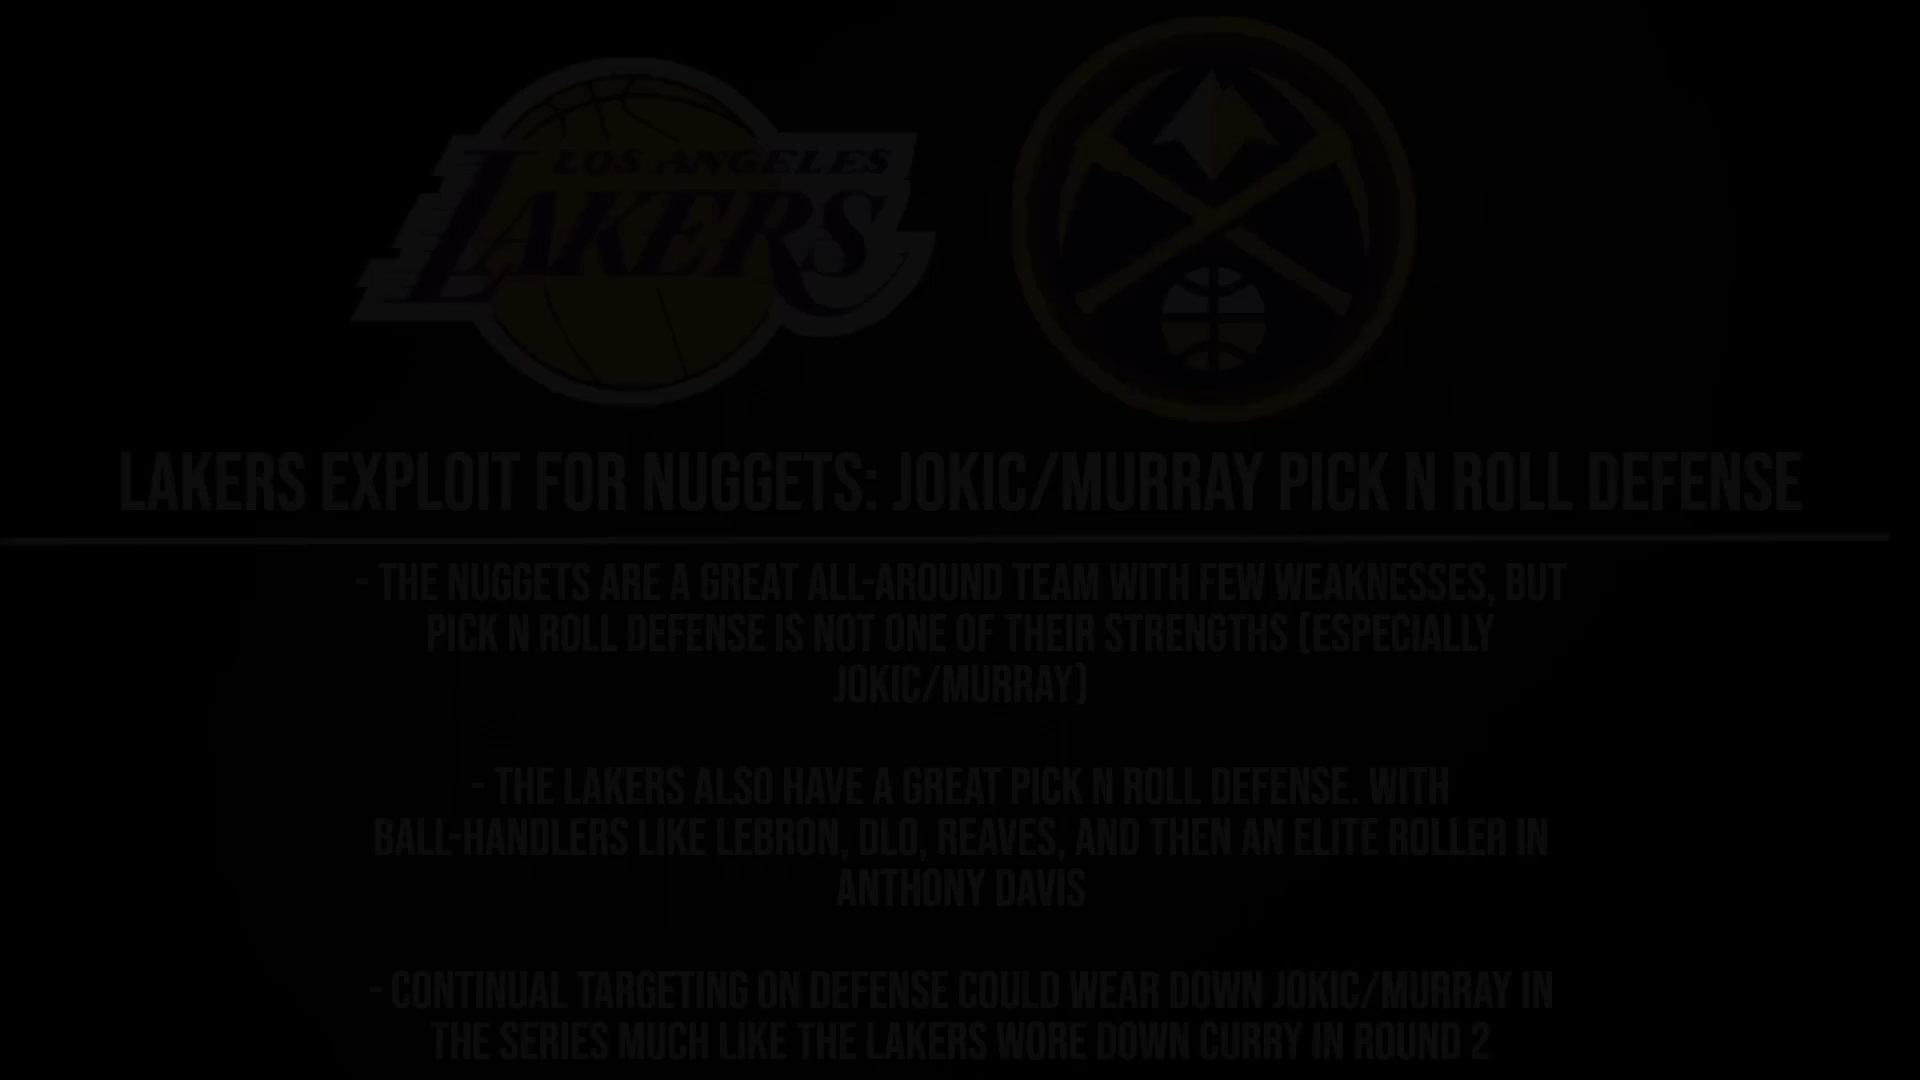 LOS ANGELES
LAKERS
LAKERS EXPLOIT FOR NUGGETS: JOKIC/MURRAY PICK N ROLL DEFENSE
- THE NUGGETS ARE A GREAT ALL-AROUND TEAM WITH FEW WEAKNESSES, BUT
PICK N ROLL DEFENSE IS NOT ONE OF THEIR STRENGTHS (ESPECIALLY
JOKIC/MURRAY)
- THE LAKERS ALSO HAVE A GREAT PICK N ROLL DEFENSE. WITH
BALL-HANDLERS LIKE LEBRON, DLO, REAVES, AND THEN AN ELITE ROLLER IN
ANTHONY DAVIS
- CONTINUAL TARGETING ON DEFENSE COULD WEAR DOWN JOKIC/MURRAY IN
THE SERIES MUCH LIKE THE LAKERS WORE DOWN CURRY IN ROUND 2